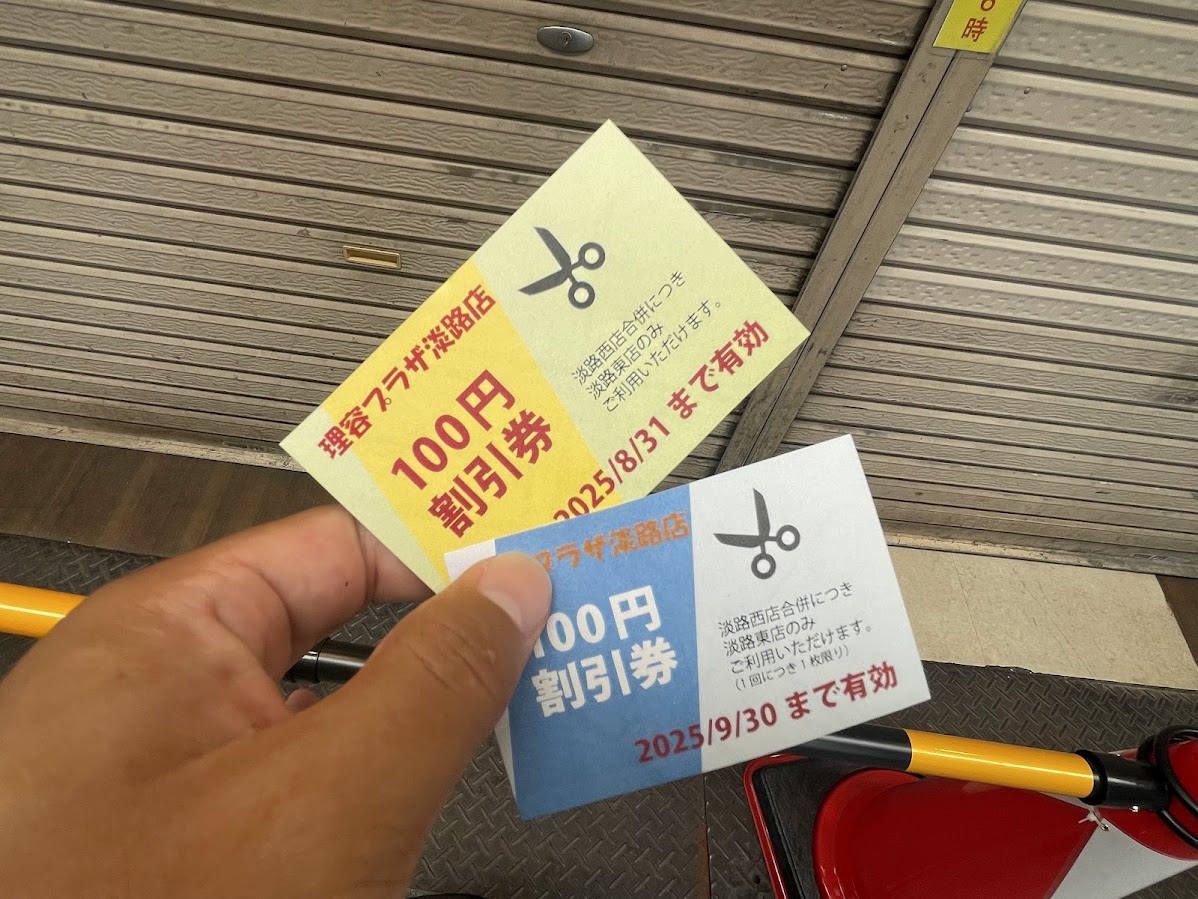 時
理容プラザ淡路店
100円
割引券
淡路西店合併につき
淡路東店のみ
ご利用いただけます。
2025/8/31 まで有効
プラザ淡路店
100円
割引券
淡路西店合併につき
淡路東店のみ
ご利用いただけます。
(1回につき1枚限り)
2025/9/30 まで有効